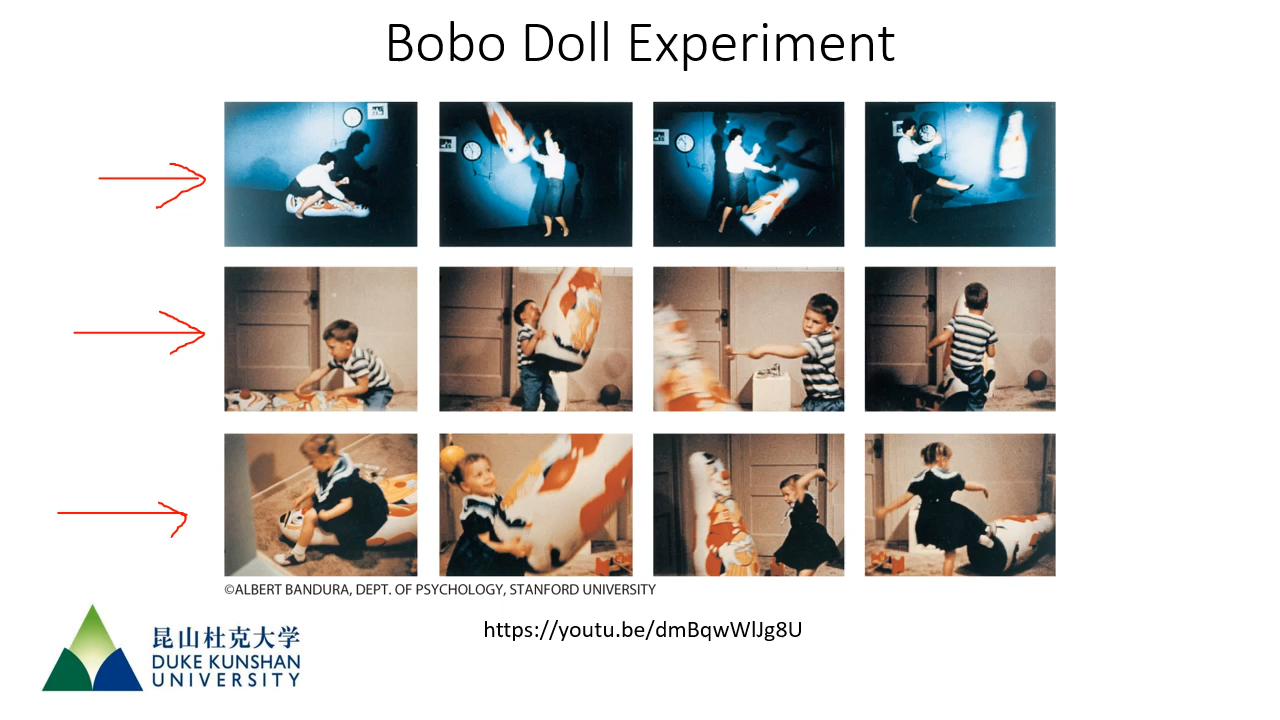 Bobo Doll Experiment
©ALBERT BANDURA, DEPT. OF PSYCHOLOGY, STANFORD UNIVERSITY
https://youtu.be/dmBqwWlJg8U
昆山杜克大学
DUKE KUNSHAN
UNIVERSITY